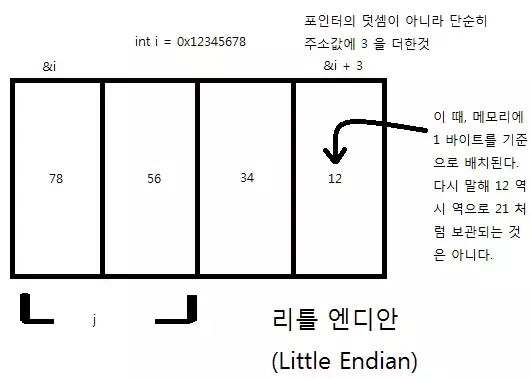 포인터의 덧셈이 아니라 단순히
int i = 0x12345678
주소값에 3 을 더한것
&i
&i + 3
이 때, 메모리에
1 바이트를 기준
으로 배치된다.
다시 말해 12 역
시 역으로 21 처
럼 보관되는 것
은 아니다.
78
56
34
12
j
리틀 엔디안
(Little Endian)